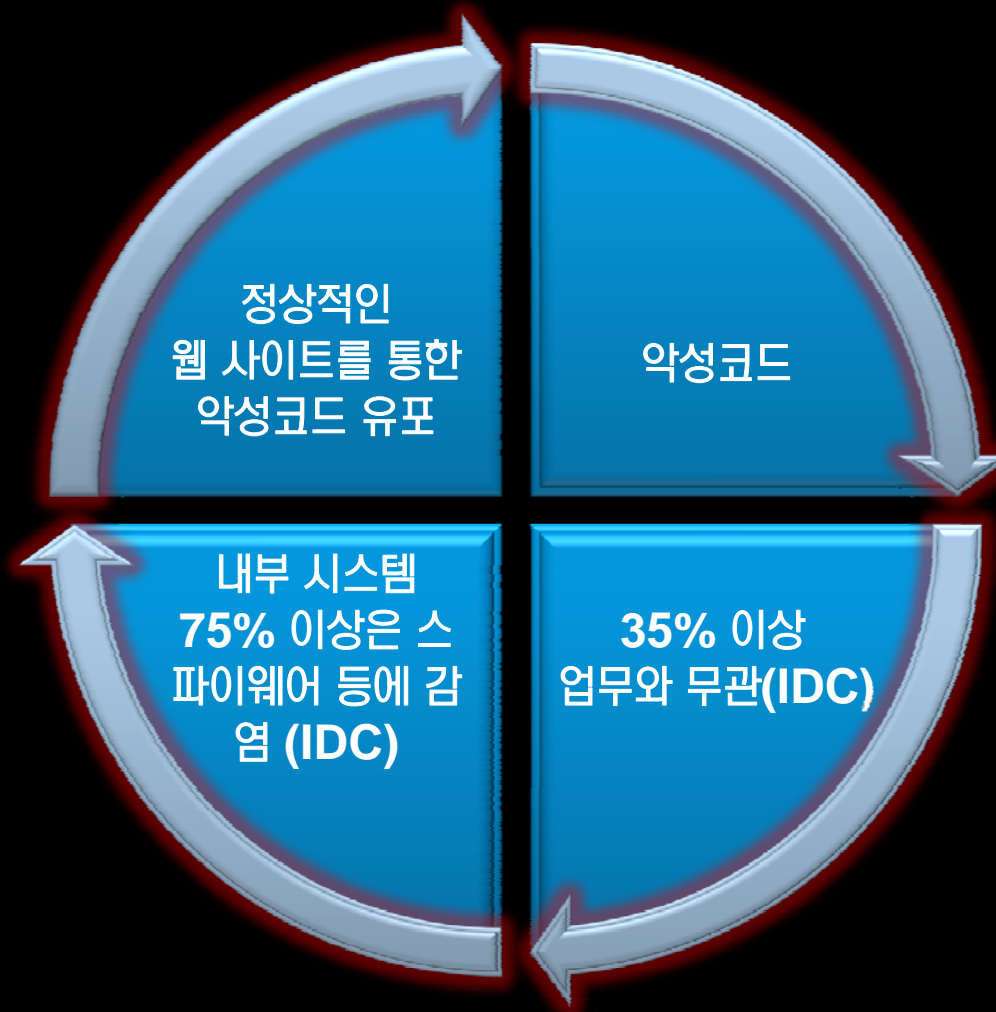 정상적인
웹 사이트를 통한
악성코드 유포
악성코드
내부 시스템
75% 이상은 스
파이웨어 등에 감
염 (IDC)
35% 이상
업무와 무관(IDC)